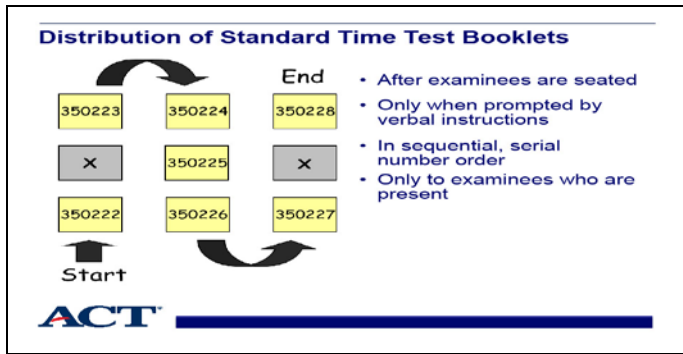 Distribution of Standard Time Test Booklets
End
350223 350224 350228
X 350225 X
350222 350226 350227
Start
• After examinees are seated
• Only when prompted by
verbal instructions
• In sequential, serial
number order
• Only to examinees who are
present
ACT